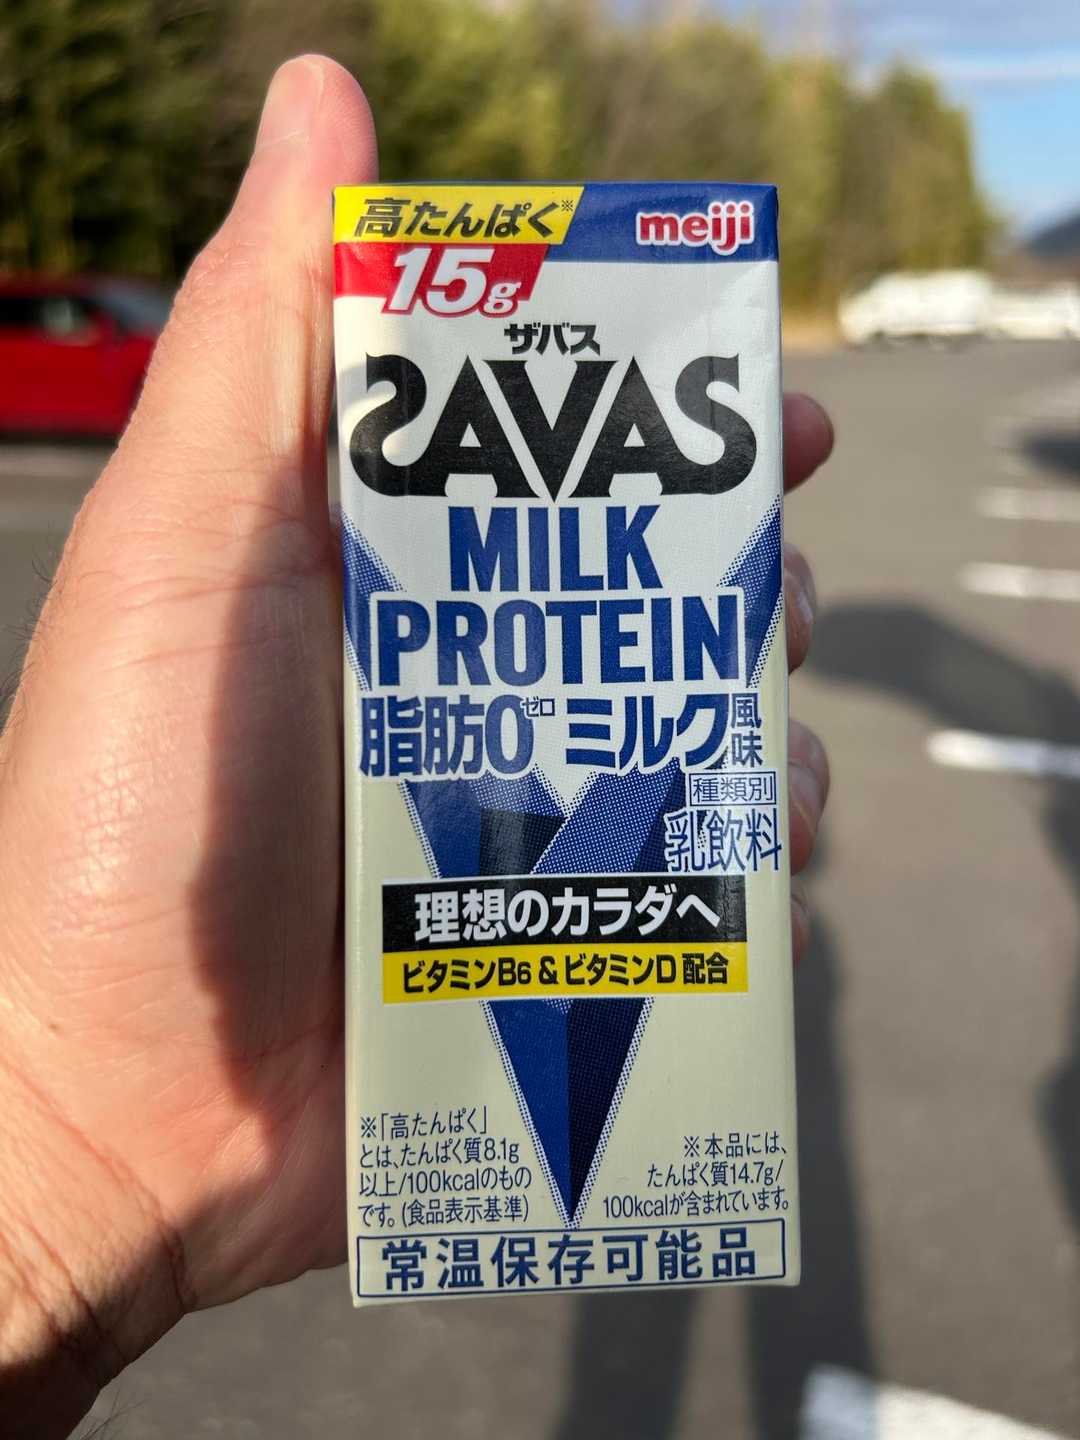 高たんぱく※
meiji
15g
ザバス
SAVAS
MILK
PROTEIN
脂肪0ゼロ ミルク風味
種類別
乳飲料
理想のカラダへ
ビタミンB6 & ビタミンD 配合
※「高たんぱく」
とは、たんぱく質8.1g
以上/100kcalのもの
です。(食品表示基準)
※本品には、
たんぱく質14.7g/
100kcalが含まれています。
常温保存可能品